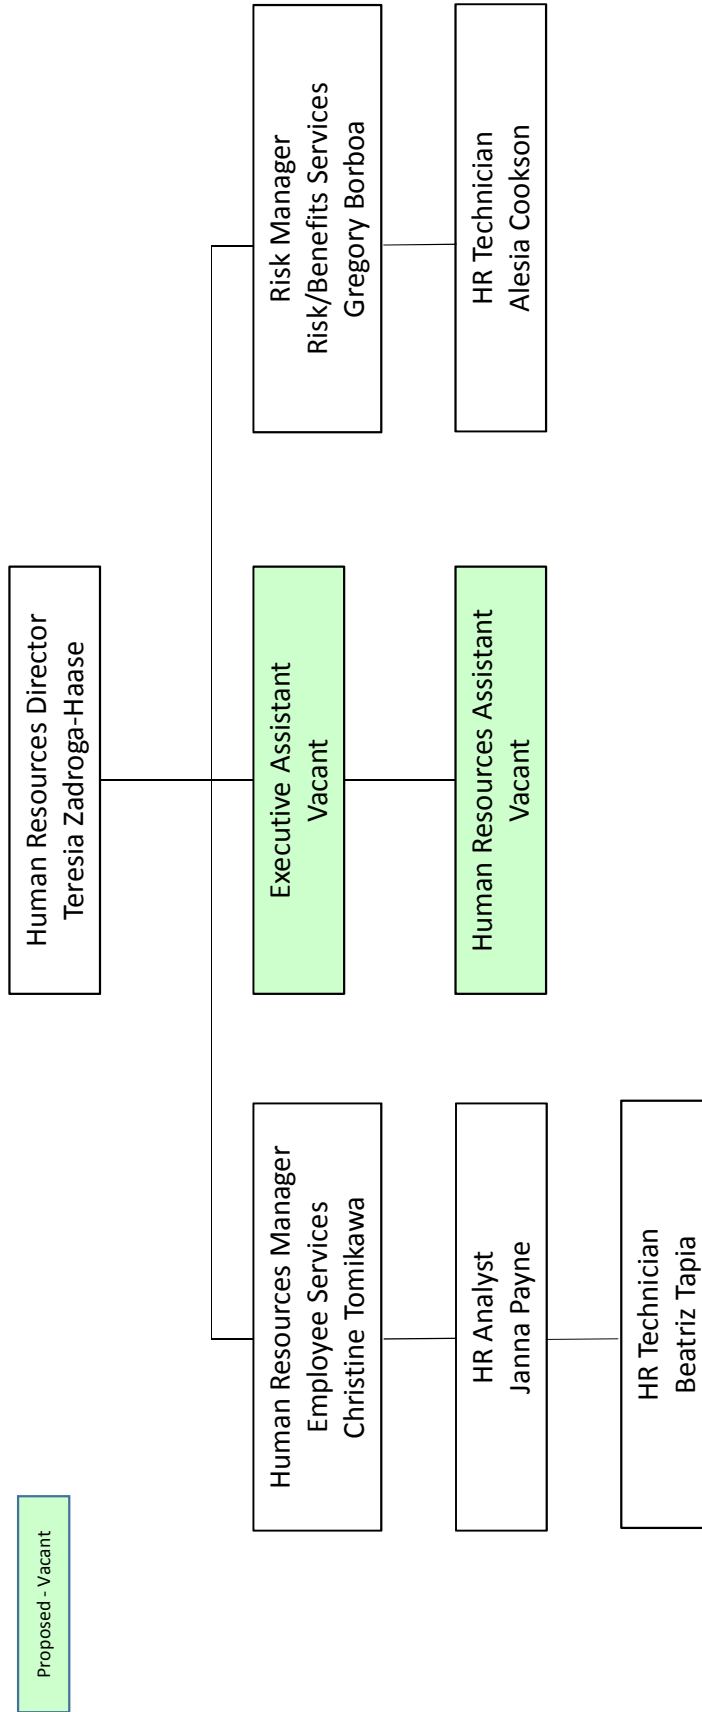 Proposed - Vacant
Human Resources Director
Teresia Zadroga-Haase
Human Resources Manager
Employee Services
Christine Tomikawa
Executive Assistant
Vacant
Risk Manager
Risk/Benefits Services
Gregory Borboa
HR Analyst
Janna Payne
Human Resources Assistant
Vacant
HR Technician
Alesia Cookson
HR Technician
Beatriz Tapia